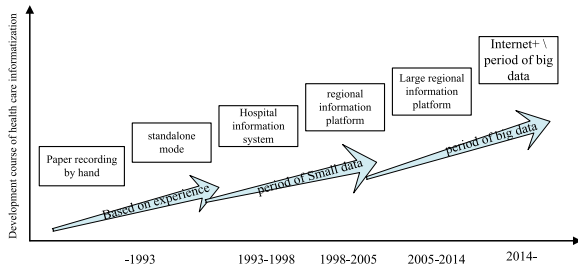 Development course of health care informatization
Paper recording
by hand
standalone
mode
Hospital
information
system
regional
information
platform
Large regional
information
platform
Internet+ \
period of big
data
Based on experience
period of Small data
period of big data
-1993
1993-1998
1998-2005
2005-2014
2014-